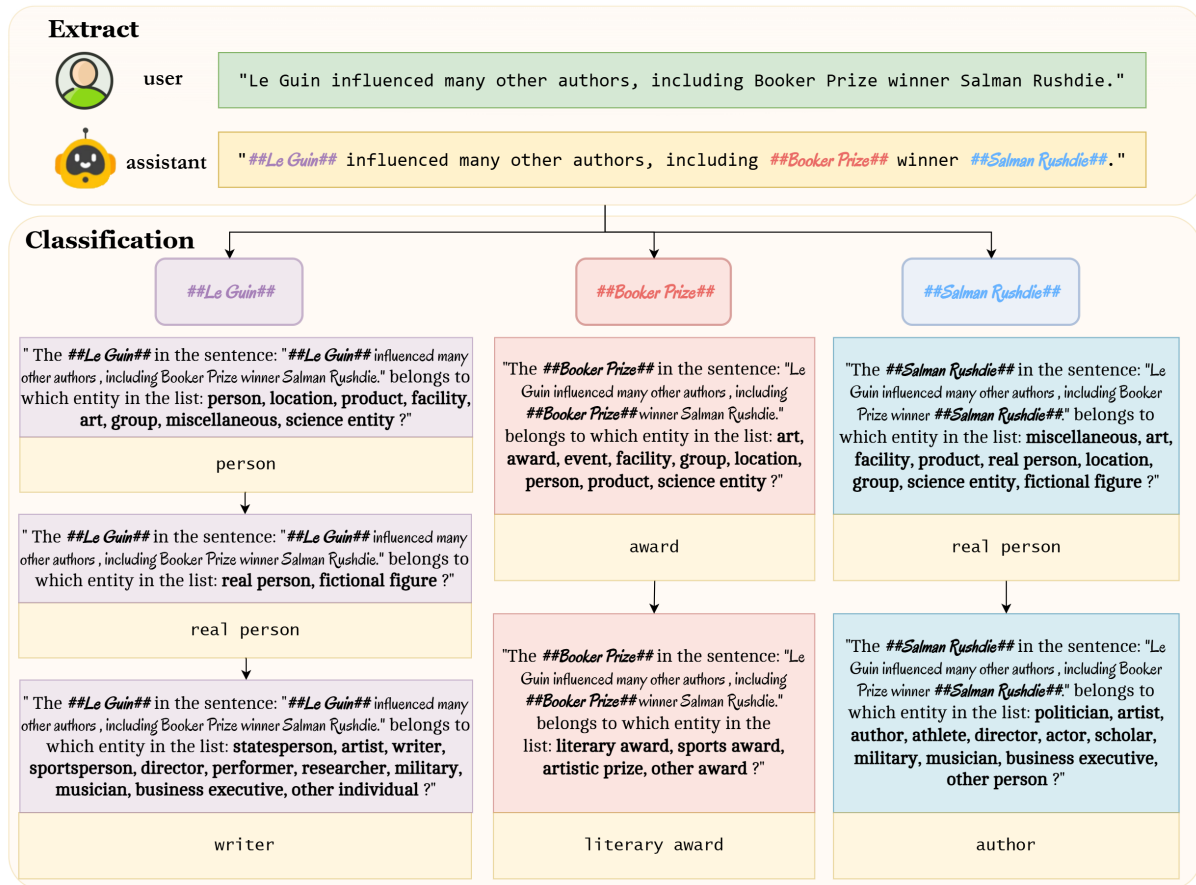 Extract
user
"Le Guin influenced many other authors, including Booker Prize winner Salman Rushdie."
assistant
"##Le Guin## influenced many other authors, including ##Booker Prize## winner ##Salman Rushdie##."
Classification
##Le Guin##
" The ##Le Guin## in the sentence: "##Le Guin## influenced many
other authors , including Booker Prize winner Salman Rushdie." belongs to
which entity in the list: person, location, product, facility,
art, group, miscellaneous, science entity ?"
person
" The ##Le Guin## in the sentence: "##Le Guin## influenced many
other authors , including Booker Prize winner Salman Rushdie." belongs to
which entity in the list: real person, fictional figure ?"
real person
" The ##Le Guin## in the sentence: "##Le Guin## influenced many
other authors , including Booker Prize winner Salman Rushdie." belongs to
which entity in the list: statesperson, artist, writer,
sportsperson, director, performer, researcher, military,
musician, business executive, other individual ?"
writer
##Booker Prize##
"The ##Booker Prize## in the sentence: "Le
Guin influenced many other authors , including
##Booker Prize## winner Salman Rushdie."
belongs to which entity in the list: art,
award, event, facility, group, location,
person, product, science entity ?"
award
"The ##Booker Prize## in the sentence: "Le
Guin influenced many other authors , including
##Booker Prize## winner Salman Rushdie."
belongs to which entity in the
list: literary award, sports award,
artistic prize, other award ?"
literary award
##Salman Rushdie##
"The ##Salman Rushdie## in the sentence: "Le
Guin influenced many other authors , including Booker
Prize winner ##Salman Rushdie##." belongs to
which entity in the list: miscellaneous, art,
facility, product, real person, location,
group, science entity, fictional figure ?"
real person
"The ##Salman Rushdie## in the sentence: "Le
Guin influenced many other authors , including Booker
Prize winner ##Salman Rushdie##." belongs to
which entity in the list: politician, artist,
author, athlete, director, actor, scholar,
military, musician, business executive,
other person ?"
author